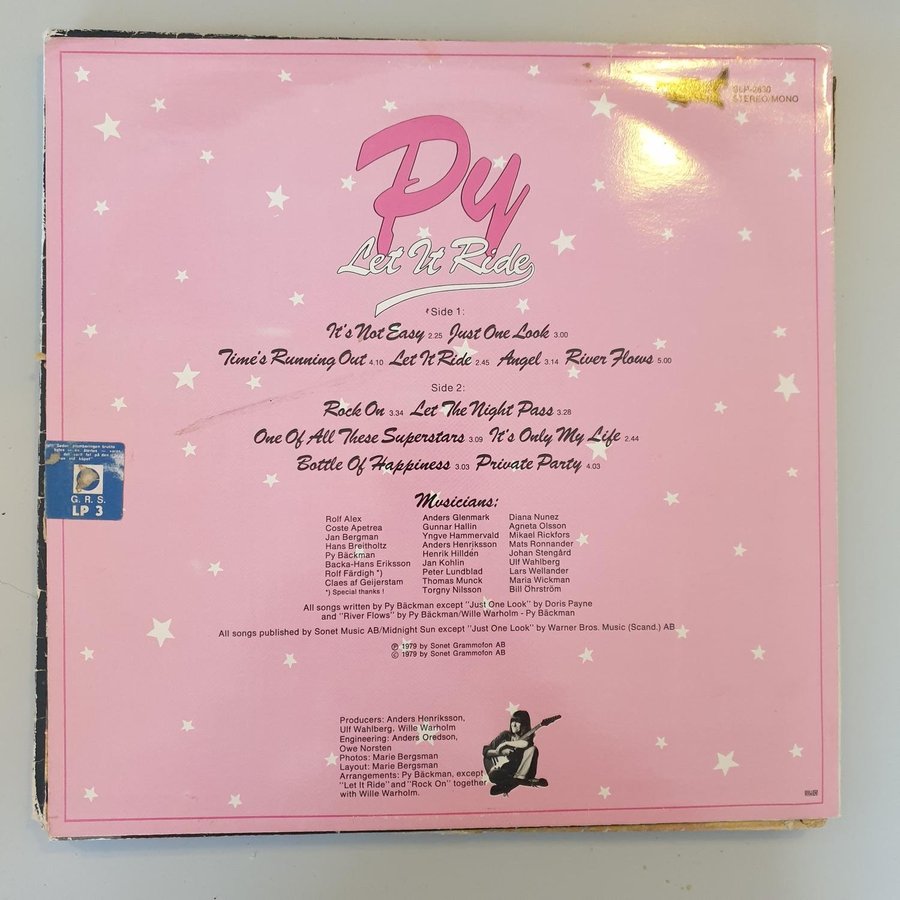 SLP-2630
STEREO/MONO
Py
Let It Ride
Side 1:
It's Not Easy 2.25 Just One Look 3.00
Time's Running Out 4.10 Let It Ride 2.45 Angel 3.14 River Flows 5.00
Side 2:
Rock On 3.34 Let The Night Pass 3.28
One Of All These Superstars 3.09 It's Only My Life 2.44
Bottle Of Happiness 3.03 Private Party 4.03
G. R. S.
LP 3
Musicians:
Rolf Alex
Coste Apetrea
Jan Bergman
Hans Breitholtz
Py Bäckman
Backa-Hans Eriksson
Rolf Färdigh *)
Claes af Geijerstam
*) Special thanks !
Anders Glenmark
Gunnar Hallin
Yngve Hammervald
Anders Henriksson
Henrik Hilldén
Jan Kohlin
Peter Lundblad
Thomas Munck
Torgny Nilsson
Diana Nunez
Agneta Olsson
Mikael Rickfors
Mats Ronnander
Johan Stengård
Ulf Wahlberg
Lars Wellander
Maria Wickman
Bill Öhrström
All songs written by Py Bäckman except "Just One Look" by Doris Payne
and "River Flows" by Py Bäckman/Wille Warholm - Py Bäckman
All songs published by Sonet Music AB/Midnight Sun except "Just One Look" by Warner Bros. Music (Scand.) AB
℗ 1979 by Sonet Grammofon AB
© 1979 by Sonet Grammofon AB
Producers: Anders Henriksson,
Ulf Wahlberg, Wille Warholm
Engineering: Anders Oredson,
Owe Norsten
Photos: Marie Bergsman
Layout: Marie Bergsman
Arrangements: Py Bäckman, except
"Let It Ride" and "Rock On" together
with Wille Warholm.